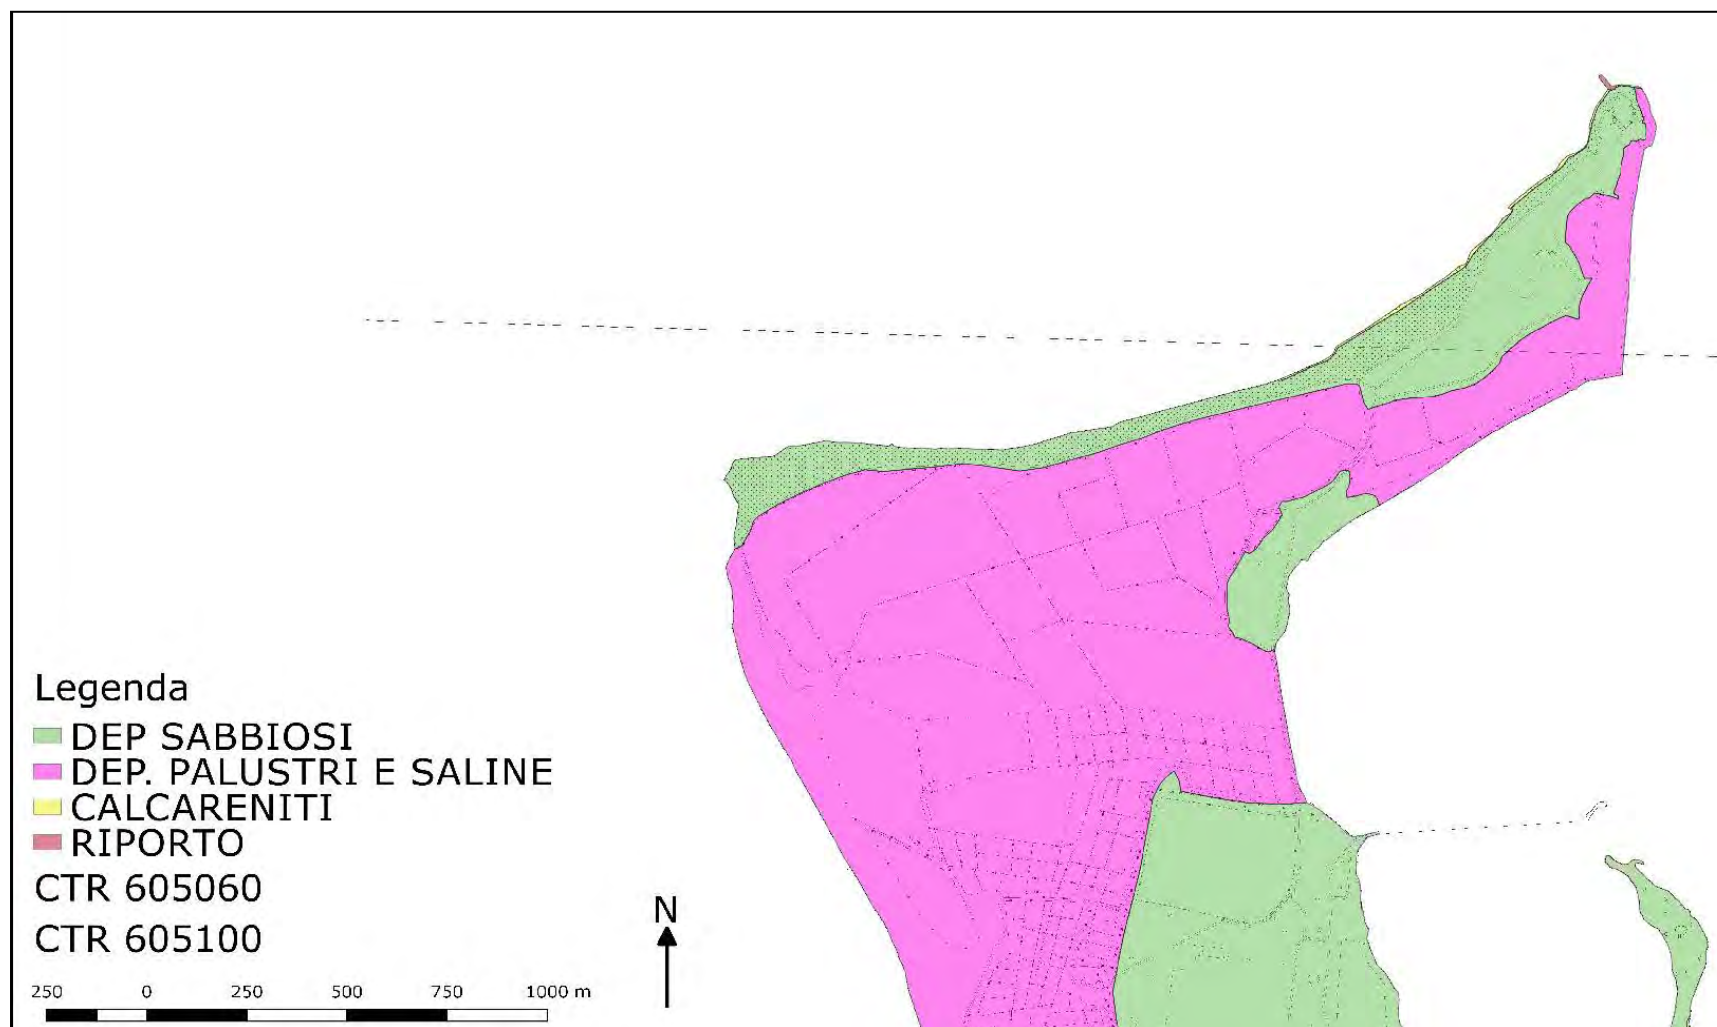 Legenda
DEP SABBIOSI
DEP. PALUSTRI E SALINE
CALCARENITI
RIPORTO
CTR 605060
CTR 605100
250 0 250 500 750 1000 m
N